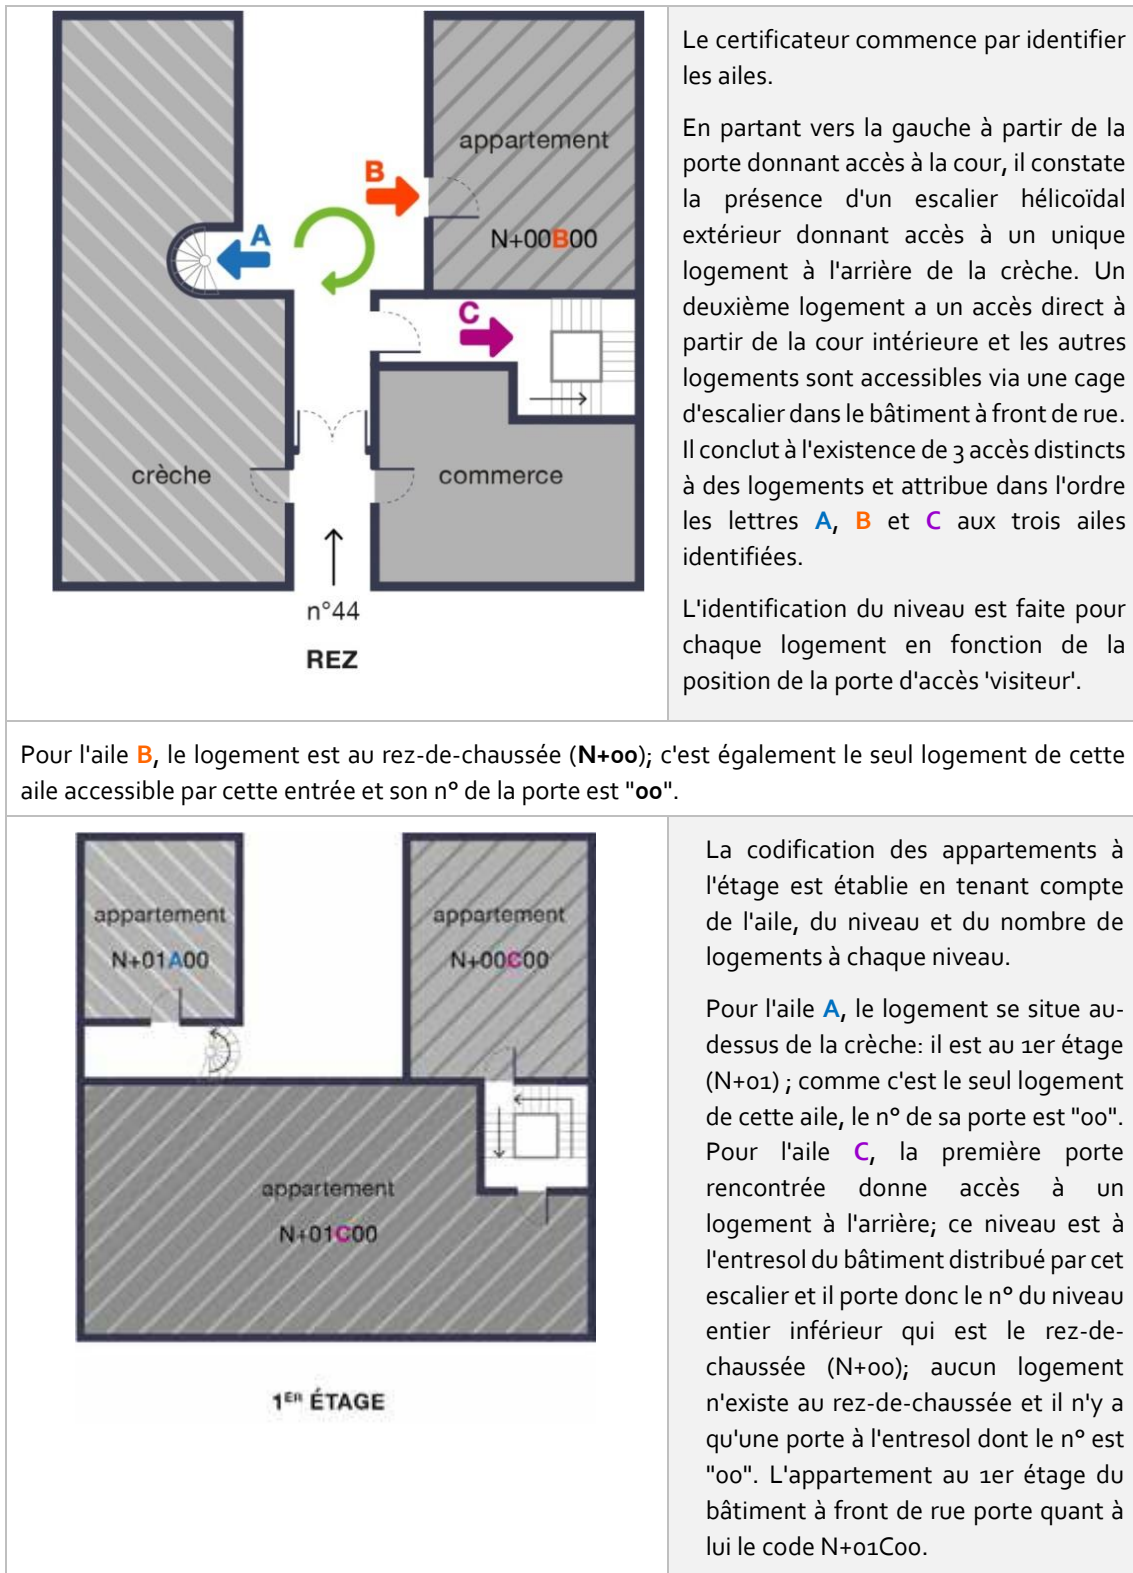 appartement
B
N+00B00
A
C
crèche
commerce
n°44
REZ
Le certificateur commence par identifier
les ailes.
En partant vers la gauche à partir de la
porte donnant accès à la cour, il constate
la présence d'un escalier hélicoïdal
extérieur donnant accès à un unique
logement à l'arrière de la crèche. Un
deuxième logement a un accès direct à
partir de la cour intérieure et les autres
logements sont accessibles via une cage
d'escalier dans le bâtiment à front de rue.
Il conclut à l'existence de 3 accès distincts
à des logements et attribue dans l'ordre
les lettres A, B et C aux trois ailes
identifiées.
L'identification du niveau est faite pour
chaque logement en fonction de la
position de la porte d'accès 'visiteur'.
Pour l'aile B, le logement est au rez-de-chaussée (N+00); c'est également le seul logement de cette
aile accessible par cette entrée et son n° de la porte est "00".
appartement
N+01A00
appartement
N+00C00
appartement
N+01C00
1ER ÉTAGE
La codification des appartements à
l'étage est établie en tenant compte
de l'aile, du niveau et du nombre de
logements à chaque niveau.
Pour l'aile A, le logement se situe au-
dessus de la crèche: il est au 1er étage
(N+01) ; comme c'est le seul logement
de cette aile, le n° de sa porte est "00".
Pour l'aile C, la première porte
rencontrée donne accès à un
logement à l'arrière; ce niveau est à
l'entresol du bâtiment distribué par cet
escalier et il porte donc le n° du niveau
entier inférieur qui est le rez-de-
chaussée (N+00); aucun logement
n'existe au rez-de-chaussée et il n'y a
qu'une porte à l'entresol dont le n° est
"00". L'appartement au 1er étage du
bâtiment à front de rue porte quant à
lui le code N+01C00.